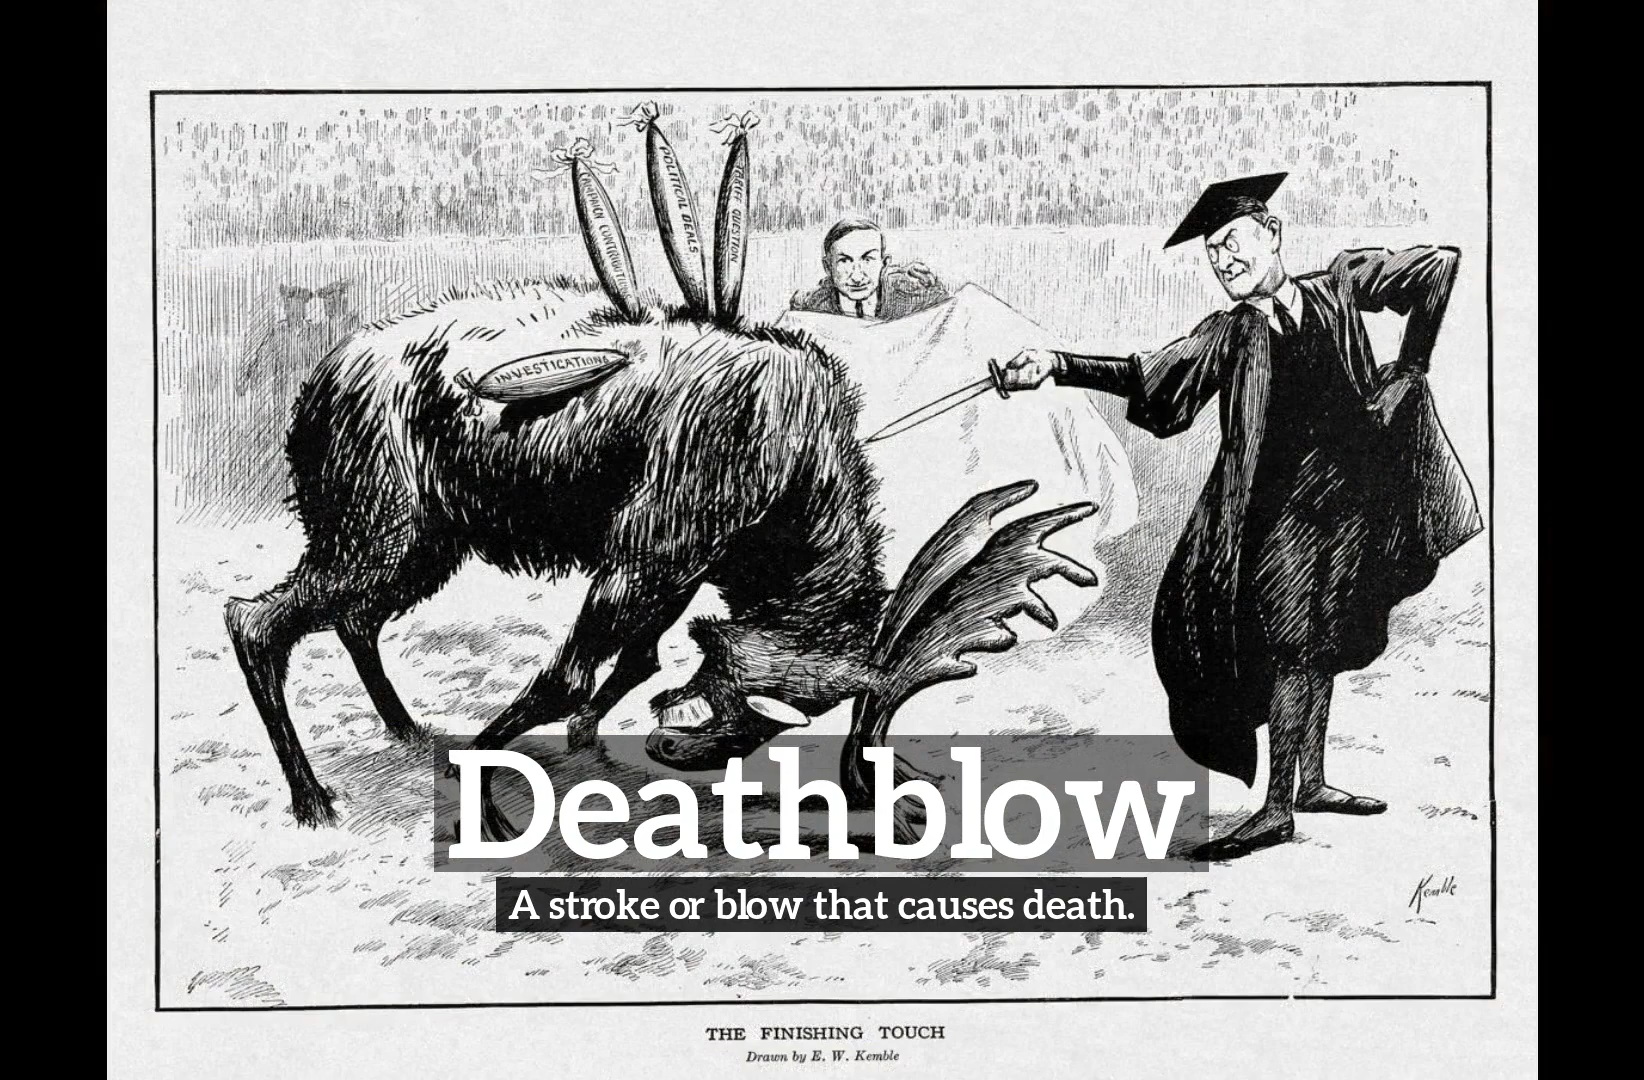 CAMPAIGN CONTRIBUTIONS
POLITICAL DEALS
TARIFF QUESTION
INVESTIGATIONS
Deathblow
A stroke or blow that causes death.
Kemble
THE FINISHING TOUCH
Drawn by E. W. Kemble